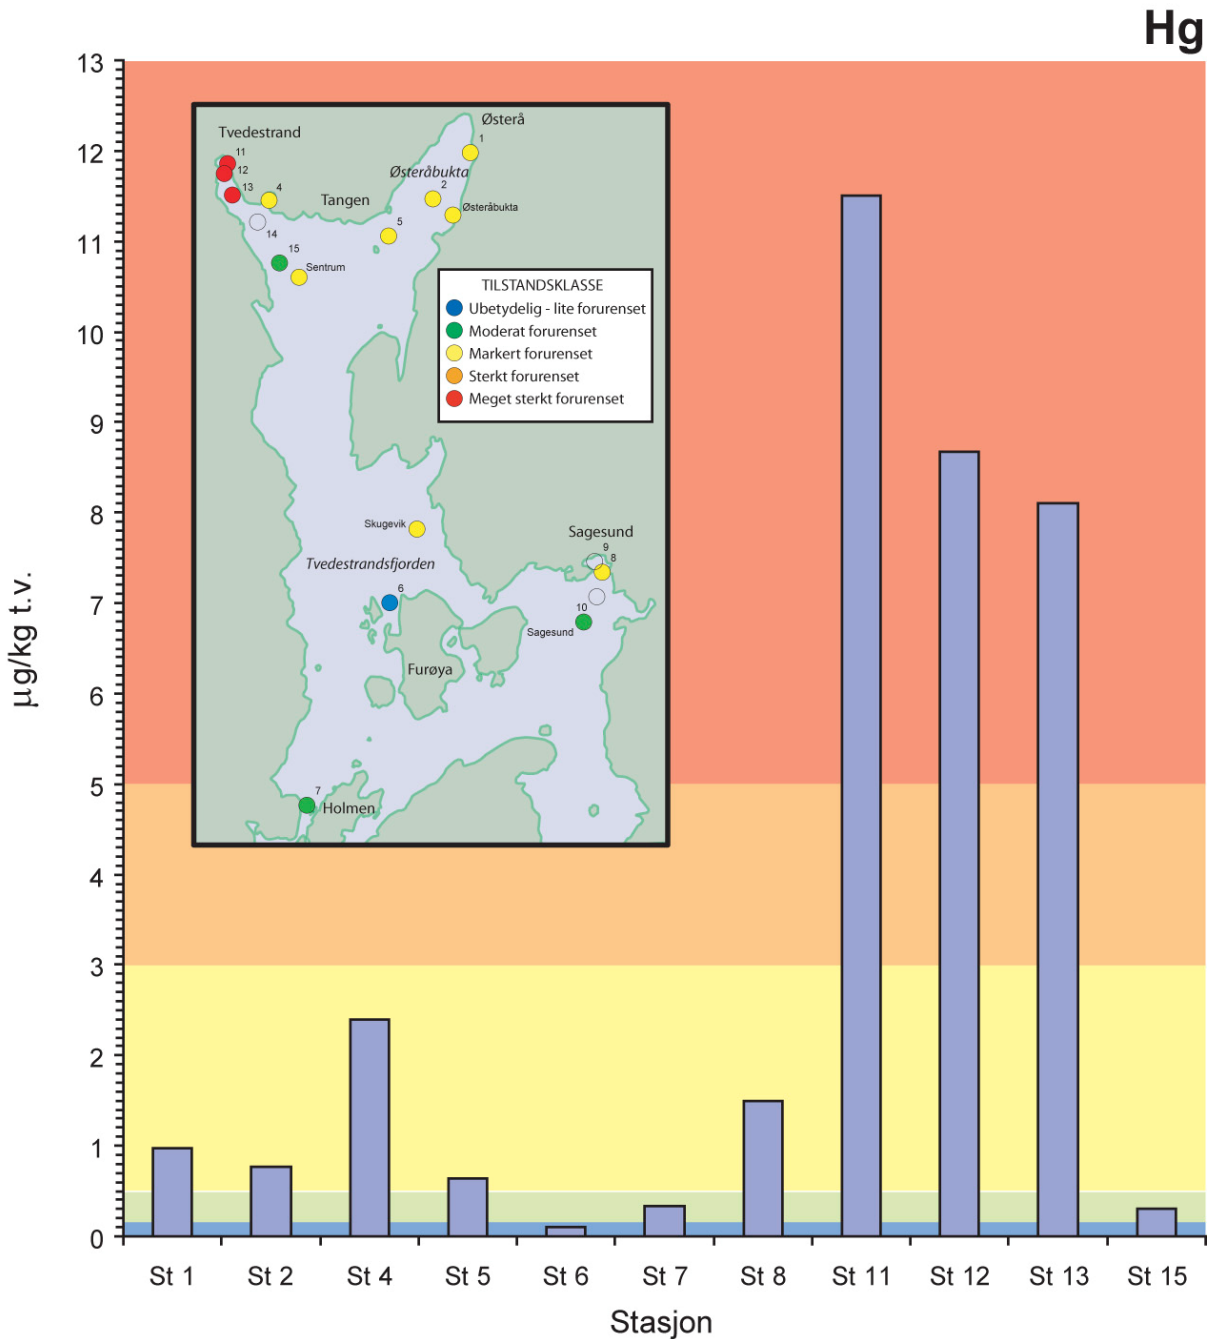 Hg
µg/kg t.v.
13
12
11
10
9
8
7
6
5
4
3
2
1
0
Tvedestrand
Østerå
11
12
13
4
14
15
Sentrum
Tangen
Østeråbukta
1
2
Østeråbukta
5
TILSTANDSKLASSE
Ubetydelig - lite forurenset
Moderat forurenset
Markert forurenset
Sterkt forurenset
Meget sterkt forurenset
Skugevik
Tvedestrandsfjorden
6
Furøya
Sagesund
9
8
10
Sagesund
7
Holmen
St 1 St 2 St 4 St 5 St 6 St 7 St 8 St 11 St 12 St 13 St 15
Stasjon